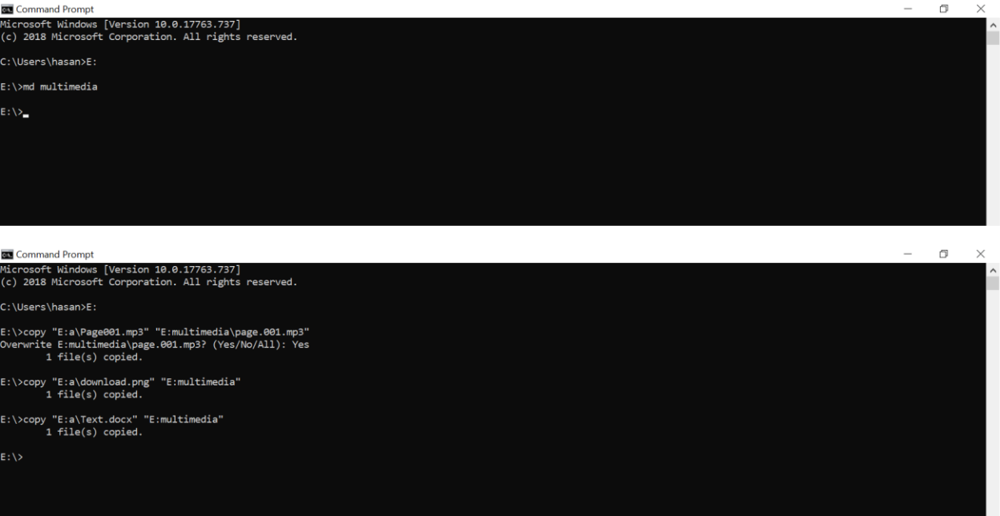 Command Prompt
Microsoft Windows [Version 10.0.17763.737]
(c) 2018 Microsoft Corporation. All rights reserved.
C:\Users\hasan>E:
E:\>md multimedia
E:\>
Command Prompt
Microsoft Windows [Version 10.0.17763.737]
(c) 2018 Microsoft Corporation. All rights reserved.
C:\Users\hasan>E:
E:\>copy "E:a\Page001.mp3" "E:multimedia\page.001.mp3"
Overwrite E:multimedia\page.001.mp3? (Yes/No/All): Yes
1 file(s) copied.
E:\>copy "E:a\download.png" "E:multimedia"
1 file(s) copied.
E:\>copy "E:a\Text.docx" "E:multimedia"
1 file(s) copied.
E:\>